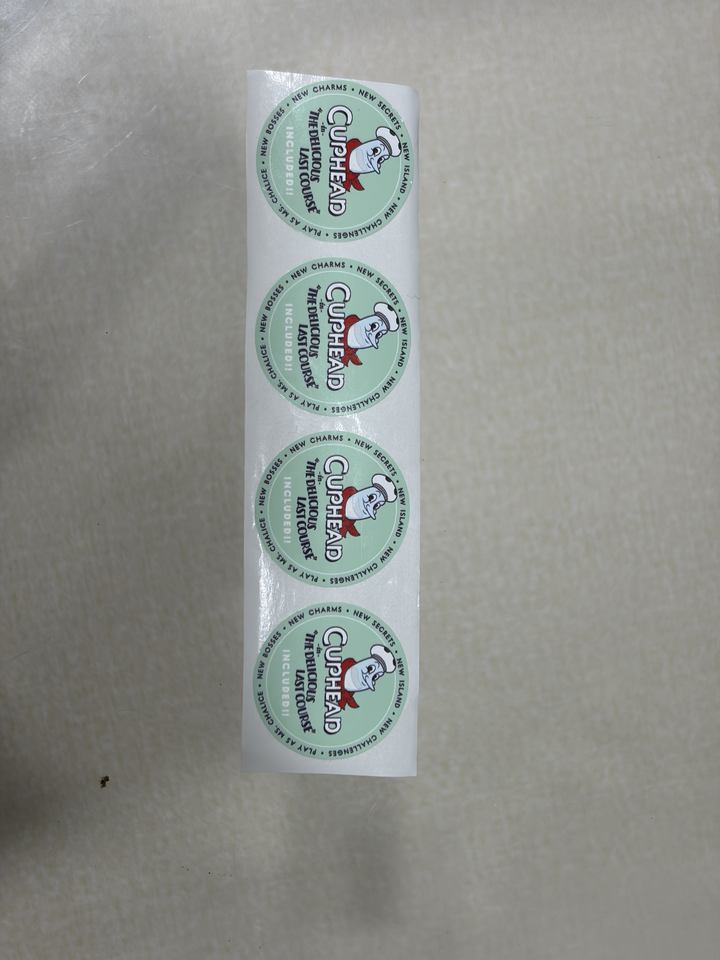 NEW BOSSES • NEW CHARMS • NEW SECRETS • NEW ISLAND • NEW CHALLENGES • PLAY AS MS. CHALICE •
CUPHEAD
-in-
"THE DELICIOUS
LAST COURSE"
INCLUDED!!
NEW BOSSES • NEW CHARMS • NEW SECRETS • NEW ISLAND • NEW CHALLENGES • PLAY AS MS. CHALICE •
CUPHEAD
-in-
"THE DELICIOUS
LAST COURSE"
INCLUDED!!
NEW BOSSES • NEW CHARMS • NEW SECRETS • NEW ISLAND • NEW CHALLENGES • PLAY AS MS. CHALICE •
CUPHEAD
-in-
"THE DELICIOUS
LAST COURSE"
INCLUDED!!
NEW BOSSES • NEW CHARMS • NEW SECRETS • NEW ISLAND • NEW CHALLENGES • PLAY AS MS. CHALICE •
CUPHEAD
-in-
"THE DELICIOUS
LAST COURSE"
INCLUDED!!